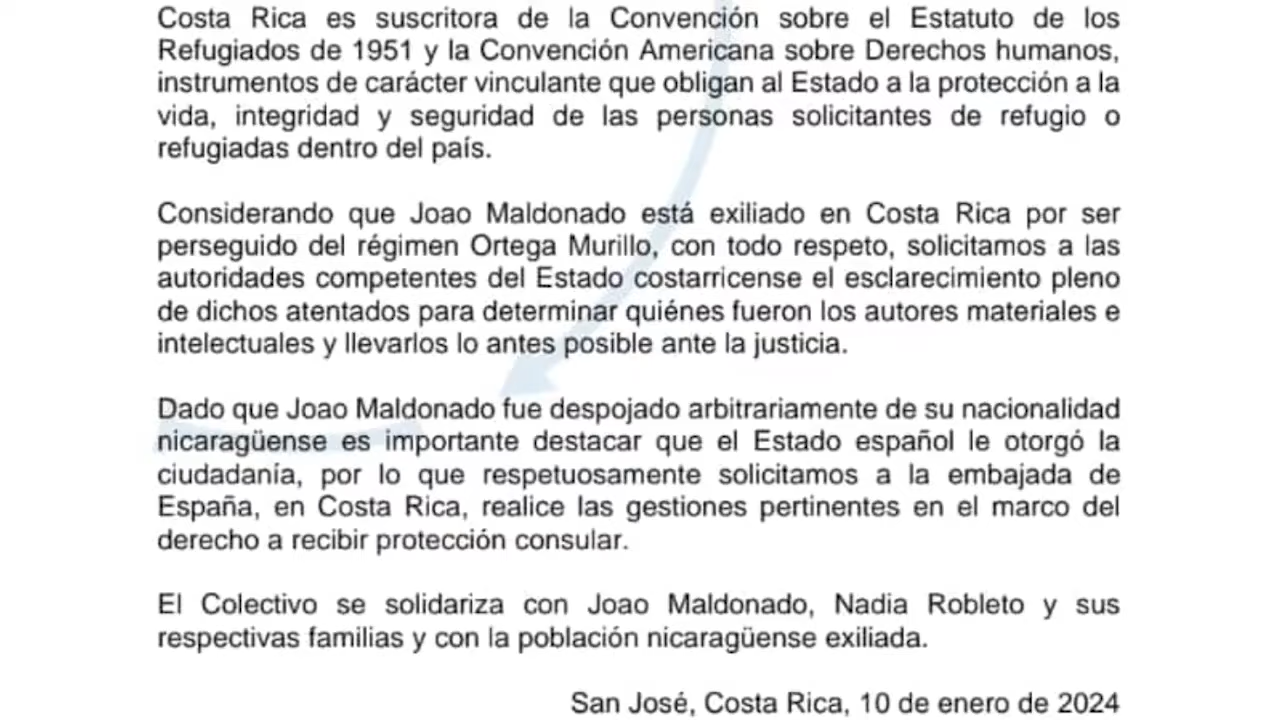 Costa Rica es suscritora de la Convención sobre el Estatuto de los
Refugiados de 1951 y la Convención Americana sobre Derechos humanos,
instrumentos de carácter vinculante que obligan al Estado a la protección a la
vida, integridad y seguridad de las personas solicitantes de refugio o
refugiadas dentro del país.
Considerando que Joao Maldonado está exiliado en Costa Rica por ser
perseguido del régimen Ortega Murillo, con todo respeto, solicitamos a las
autoridades competentes del Estado costarricense el esclarecimiento pleno
de dichos atentados para determinar quiénes fueron los autores materiales e
intelectuales y llevarlos lo antes posible ante la justicia.
Dado que Joao Maldonado fue despojado arbitrariamente de su nacionalidad
nicaragüense es importante destacar que el Estado español le otorgó la
ciudadanía, por lo que respetuosamente solicitamos a la embajada de
España, en Costa Rica, realice las gestiones pertinentes en el marco del
derecho a recibir protección consular.
El Colectivo se solidariza con Joao Maldonado, Nadia Robleto y sus
respectivas familias y con la población nicaragüense exiliada.
San José, Costa Rica, 10 de enero de 2024